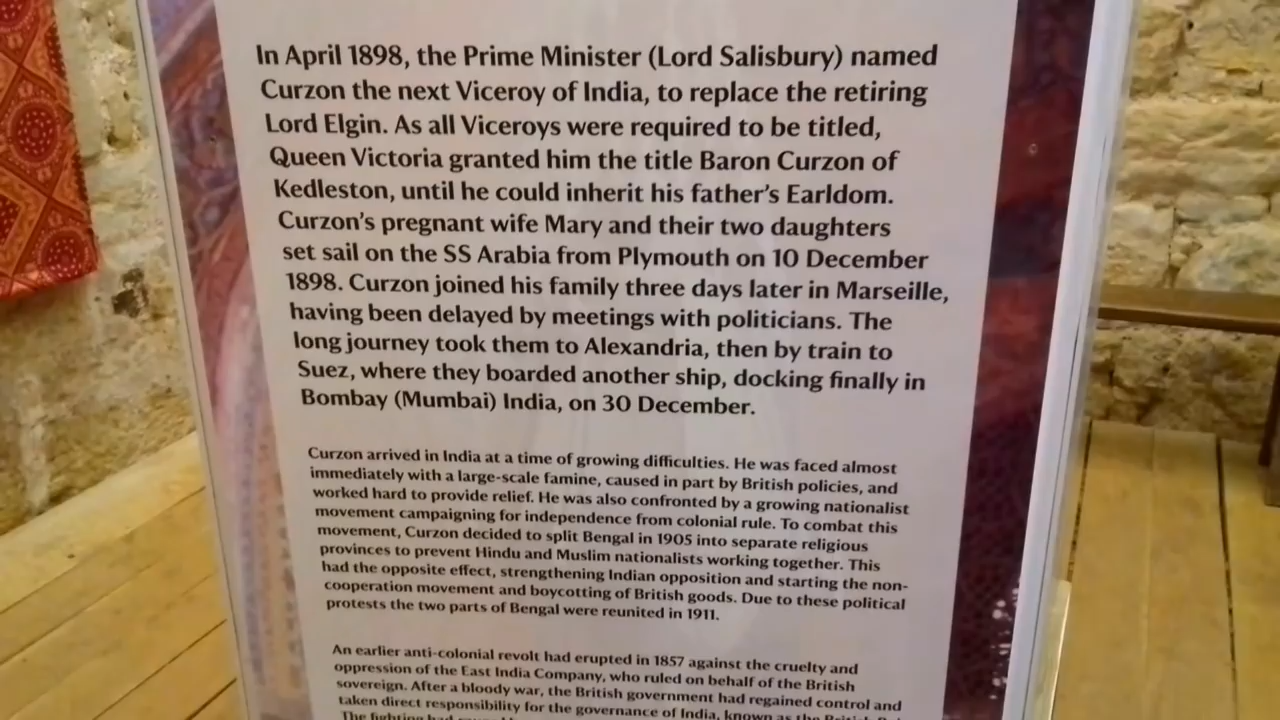 In April 1898, the Prime Minister (Lord Salisbury) named
Curzon the next Viceroy of India, to replace the retiring
Lord Elgin. As all Viceroys were required to be titled,
Queen Victoria granted him the title Baron Curzon of
Kedleston, until he could inherit his father's Earldom.
Curzon's pregnant wife Mary and their two daughters
set sail on the SS Arabia from Plymouth on 10 December
1898. Curzon joined his family three days later in Marseille,
having been delayed by meetings with politicians. The
long journey took them to Alexandria, then by train to
Suez, where they boarded another ship, docking finally in
Bombay (Mumbai) India, on 30 December.
Curzon arrived in India at a time of growing difficulties. He was faced almost
immediately with a large-scale famine, caused in part by British policies, and
worked hard to provide relief. He was also confronted by a growing nationalist
movement campaigning for independence from colonial rule. To combat this
movement, Curzon decided to split Bengal in 1905 into separate religious
provinces to prevent Hindu and Muslim nationalists working together. This
had the opposite effect, strengthening Indian opposition and starting the non-
cooperation movement and boycotting of British goods. Due to these political
protests the two parts of Bengal were reunited in 1911.
An earlier anti-colonial revolt had erupted in 1857 against the cruelty and
oppression of the East India Company, who ruled on behalf of the British
sovereign. After a bloody war, the British government had regained control and
taken direct responsibility for the governance of India, known as the
The fighting had